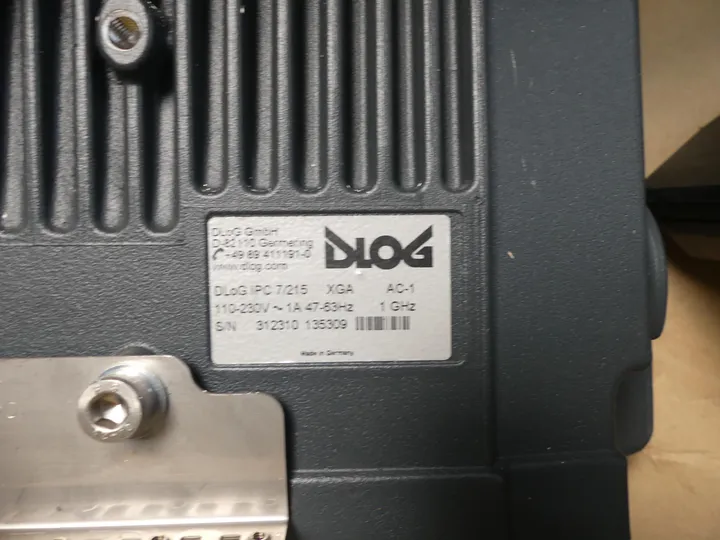 DLoG GmbH
D-82110 Germering
+49 89 411191-0
www.dlog.com
DLOG
DLoG IPC 7/215 XGA AC-1
110-230V ~ 1A 47-63Hz 1 GHz
S/N 312310 135309
Made in Germany